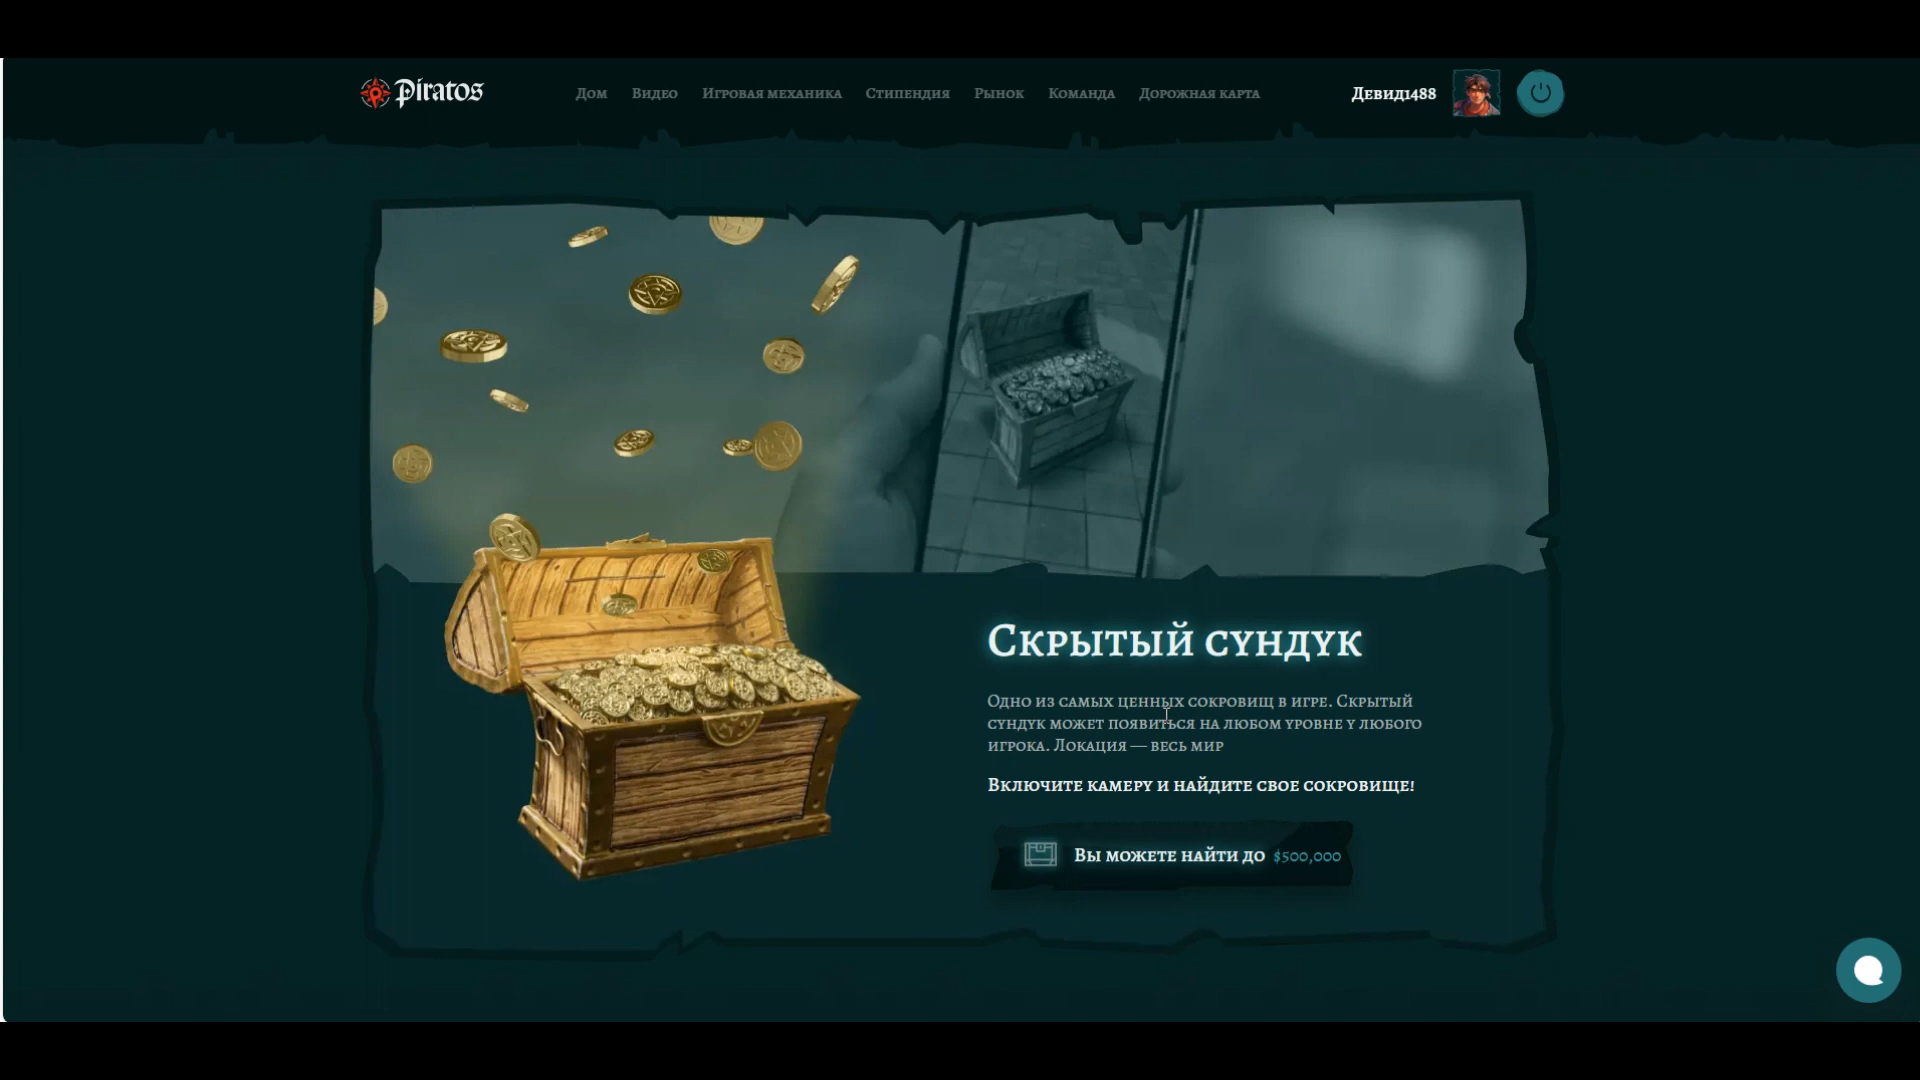 Piratos
Дом Видео Игровая механика Стипендия Рынок Команда Дорожная карта
Девид1488
Скрытый сундук
Одно из самых ценных сокровищ в игре. Скрытый
сундук может появиться на любом уровне у любого
игрока. Локация — весь мир
Включите камеру и найдите свое сокровище!
Вы можете найти до $500,000